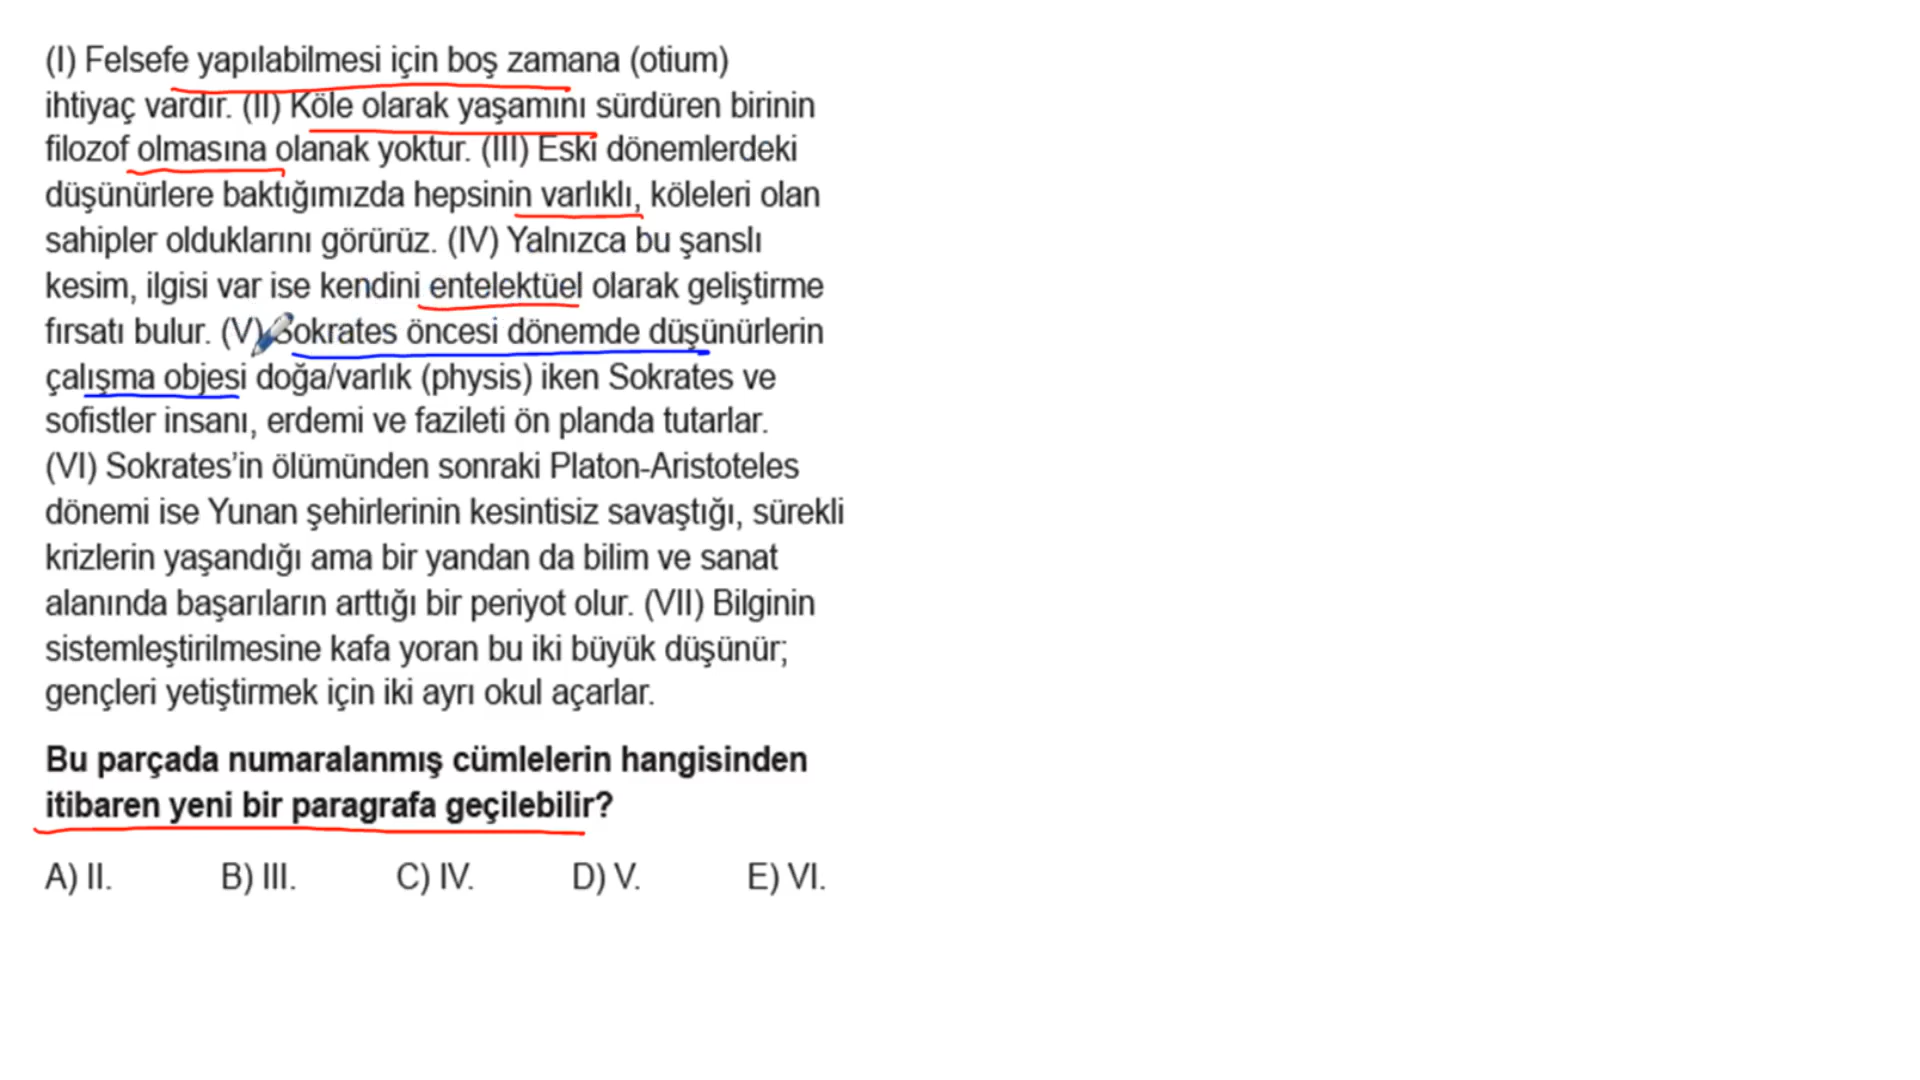 (I) Felsefe yapılabilmesi için boş zamana (otium)
ihtiyaç vardır. (II) Köle olarak yaşamını sürdüren birinin
filozof olmasına olanak yoktur. (III) Eski dönemlerdeki
düşünürlere baktığımızda hepsinin varlıklı, köleleri olan
sahipler olduklarını görürüz. (IV) Yalnızca bu şanslı
kesim, ilgisi var ise kendini entelektüel olarak geliştirme
fırsatı bulur. (V) Sokrates öncesi dönemde düşünürlerin
çalışma objesi doğa/varlık (physis) iken Sokrates ve
sofistler insanı, erdemi ve fazileti ön planda tutarlar.
(VI) Sokrates’in ölümünden sonraki Platon-Aristoteles
dönemi ise Yunan şehirlerinin kesintisiz savaştığı, sürekli
krizlerin yaşandığı ama bir yandan da bilim ve sanat
alanında başarıların arttığı bir periyot olur. (VII) Bilginin
sistemleştirilmesine kafa yoran bu iki büyük düşünür;
gençleri yetiştirmek için iki ayrı okul açarlar.
Bu parçada numaralanmış cümlelerin hangisinden
itibaren yeni bir paragrafa geçilebilir?
A) II. B) III. C) IV. D) V. E) VI.